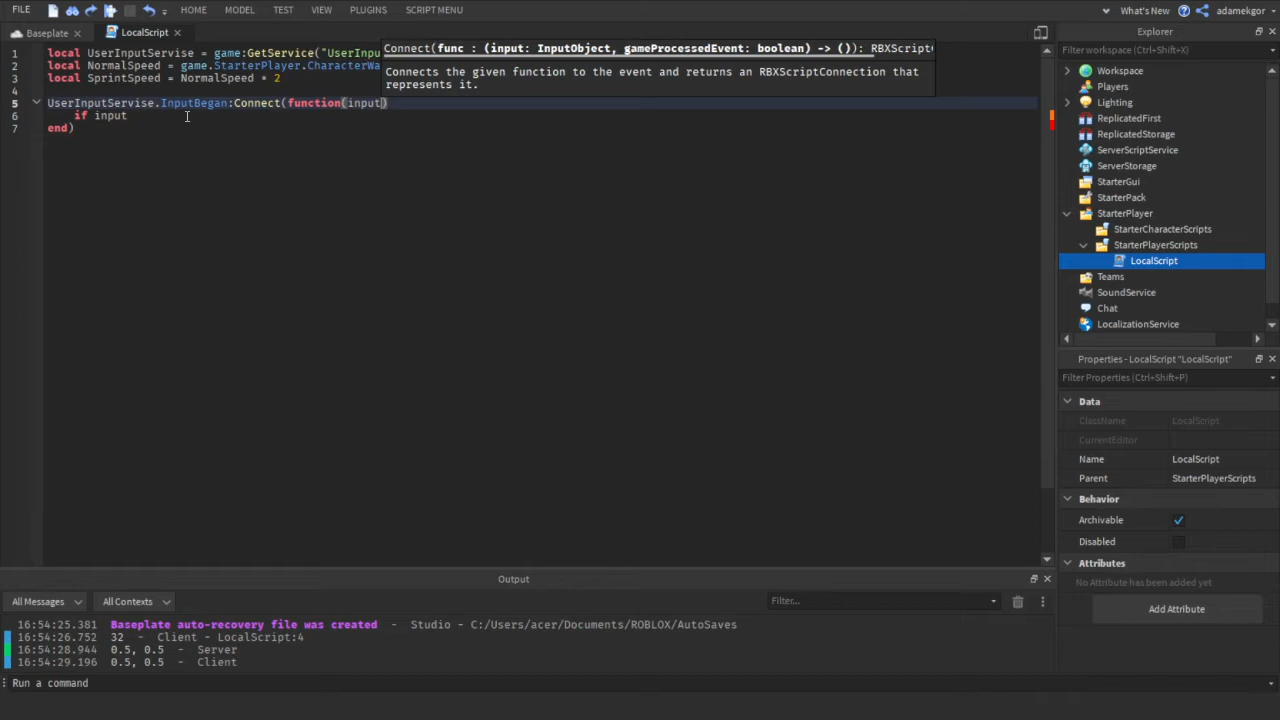 FILE HOME MODEL TEST VIEW PLUGINS SCRIPT MENU What's New adamekgor
Baseplate LocalScript
1 local UserInputServise = game:GetService("UserInpu
2 local NormalSpeed = game.StarterPlayer.CharacterWa
3 local SprintSpeed = NormalSpeed * 2
4
5 UserInputServise.InputBegan:Connect(function(input)
6 if input
7 end)
Connect(func : (input: InputObject, gameProcessedEvent: boolean) -> ()): RBXScript
Connects the given function to the event and returns an RBXScriptConnection that
represents it.
Explorer
Filter workspace (Ctrl+Shift+X)
Workspace
Players
Lighting
ReplicatedFirst
ReplicatedStorage
ServerScriptService
ServerStorage
StarterGui
StarterPack
StarterPlayer
StarterCharacterScripts
StarterPlayerScripts
LocalScript
Teams
SoundService
Chat
LocalizationService
Properties - LocalScript "LocalScript"
Filter Properties (Ctrl+Shift+P)
Data
ClassName LocalScript
CurrentEditor
Name LocalScript
Parent StarterPlayerScripts
Behavior
Archivable
Disabled
Attributes
No Attribute has been added yet
Add Attribute
Output
All Messages All Contexts Filter...
16:54:25.381 Baseplate auto-recovery file was created - Studio - C:/Users/acer/Documents/ROBLOX/AutoSaves
16:54:26.752 32 - Client - LocalScript:4
16:54:28.944 0.5, 0.5 - Server
16:54:29.196 0.5, 0.5 - Client
Run a command